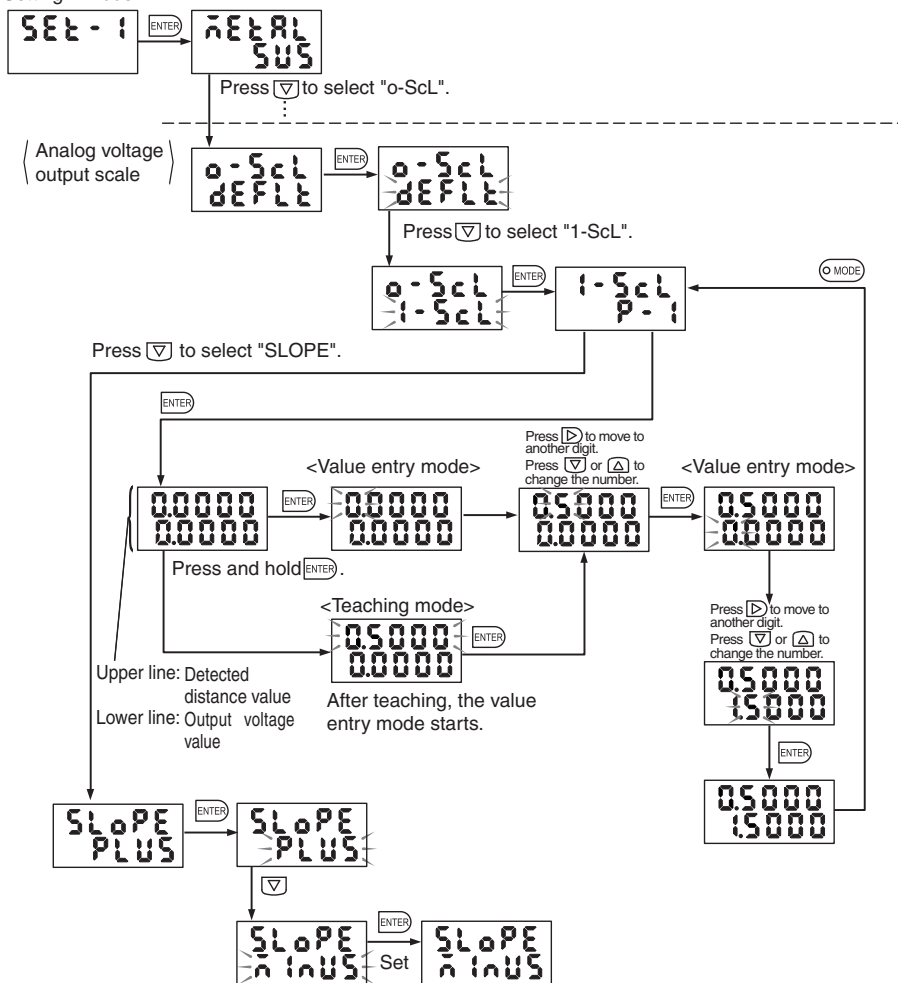 SEt - 1
ENTER
mEtAL
SUS
Press ▽ to select "o-ScL".
Analog voltage
output scale
o-ScL
dEFLt
ENTER
o-ScL
dEFLt
Press ▽ to select "1-ScL".
o-ScL
1-ScL
ENTER
1-ScL
P-1
MODE
Press ▽ to select "SLOPE".
ENTER
<Value entry mode>
Press ▷ to move to
another digit.
Press ▽ or △ to
change the number.
<Value entry mode>
0.0000
0.0000
ENTER
0.0000
0.0000
0.5000
0.0000
ENTER
0.5000
0.0000
Press and hold ENTER.
<Teaching mode>
0.5000
0.0000
ENTER
After teaching, the value
entry mode starts.
Upper line: Detected
distance value
Lower line: Output voltage
value
Press ▷ to move to
another digit.
Press ▽ or △ to
change the number.
0.5000
1.5000
ENTER
0.5000
1.5000
SLoPE
PLUS
ENTER
SLoPE
PLUS
▽
SLoPE
mInUS
ENTER
Set
SLoPE
mInUS